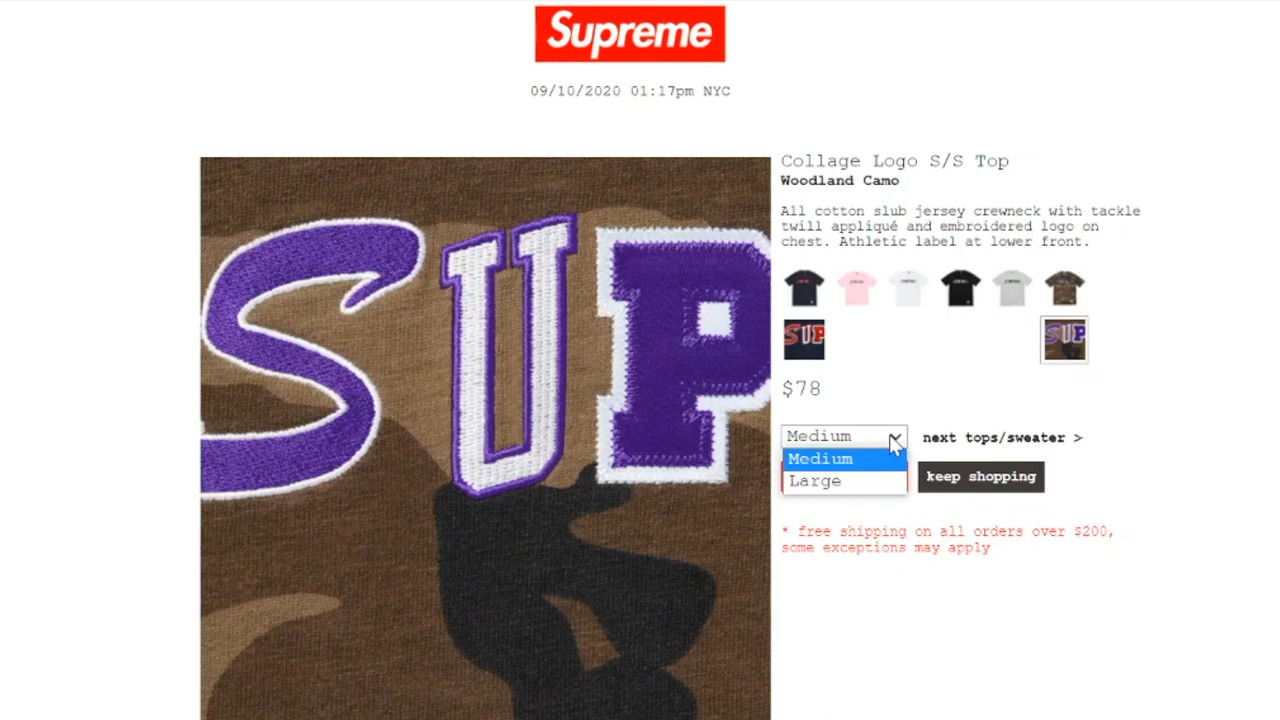 Supreme
09/10/2020 01:17pm NYC
Collage Logo S/S Top
Woodland Camo
All cotton slub jersey crewneck with tackle
twill appliqué and embroidered logo on
chest. Athletic label at lower front.
SUP
SUP
SUP
$78
Medium
next tops/sweater >
Medium
Large
keep shopping
* free shipping on all orders over $200,
some exceptions may apply